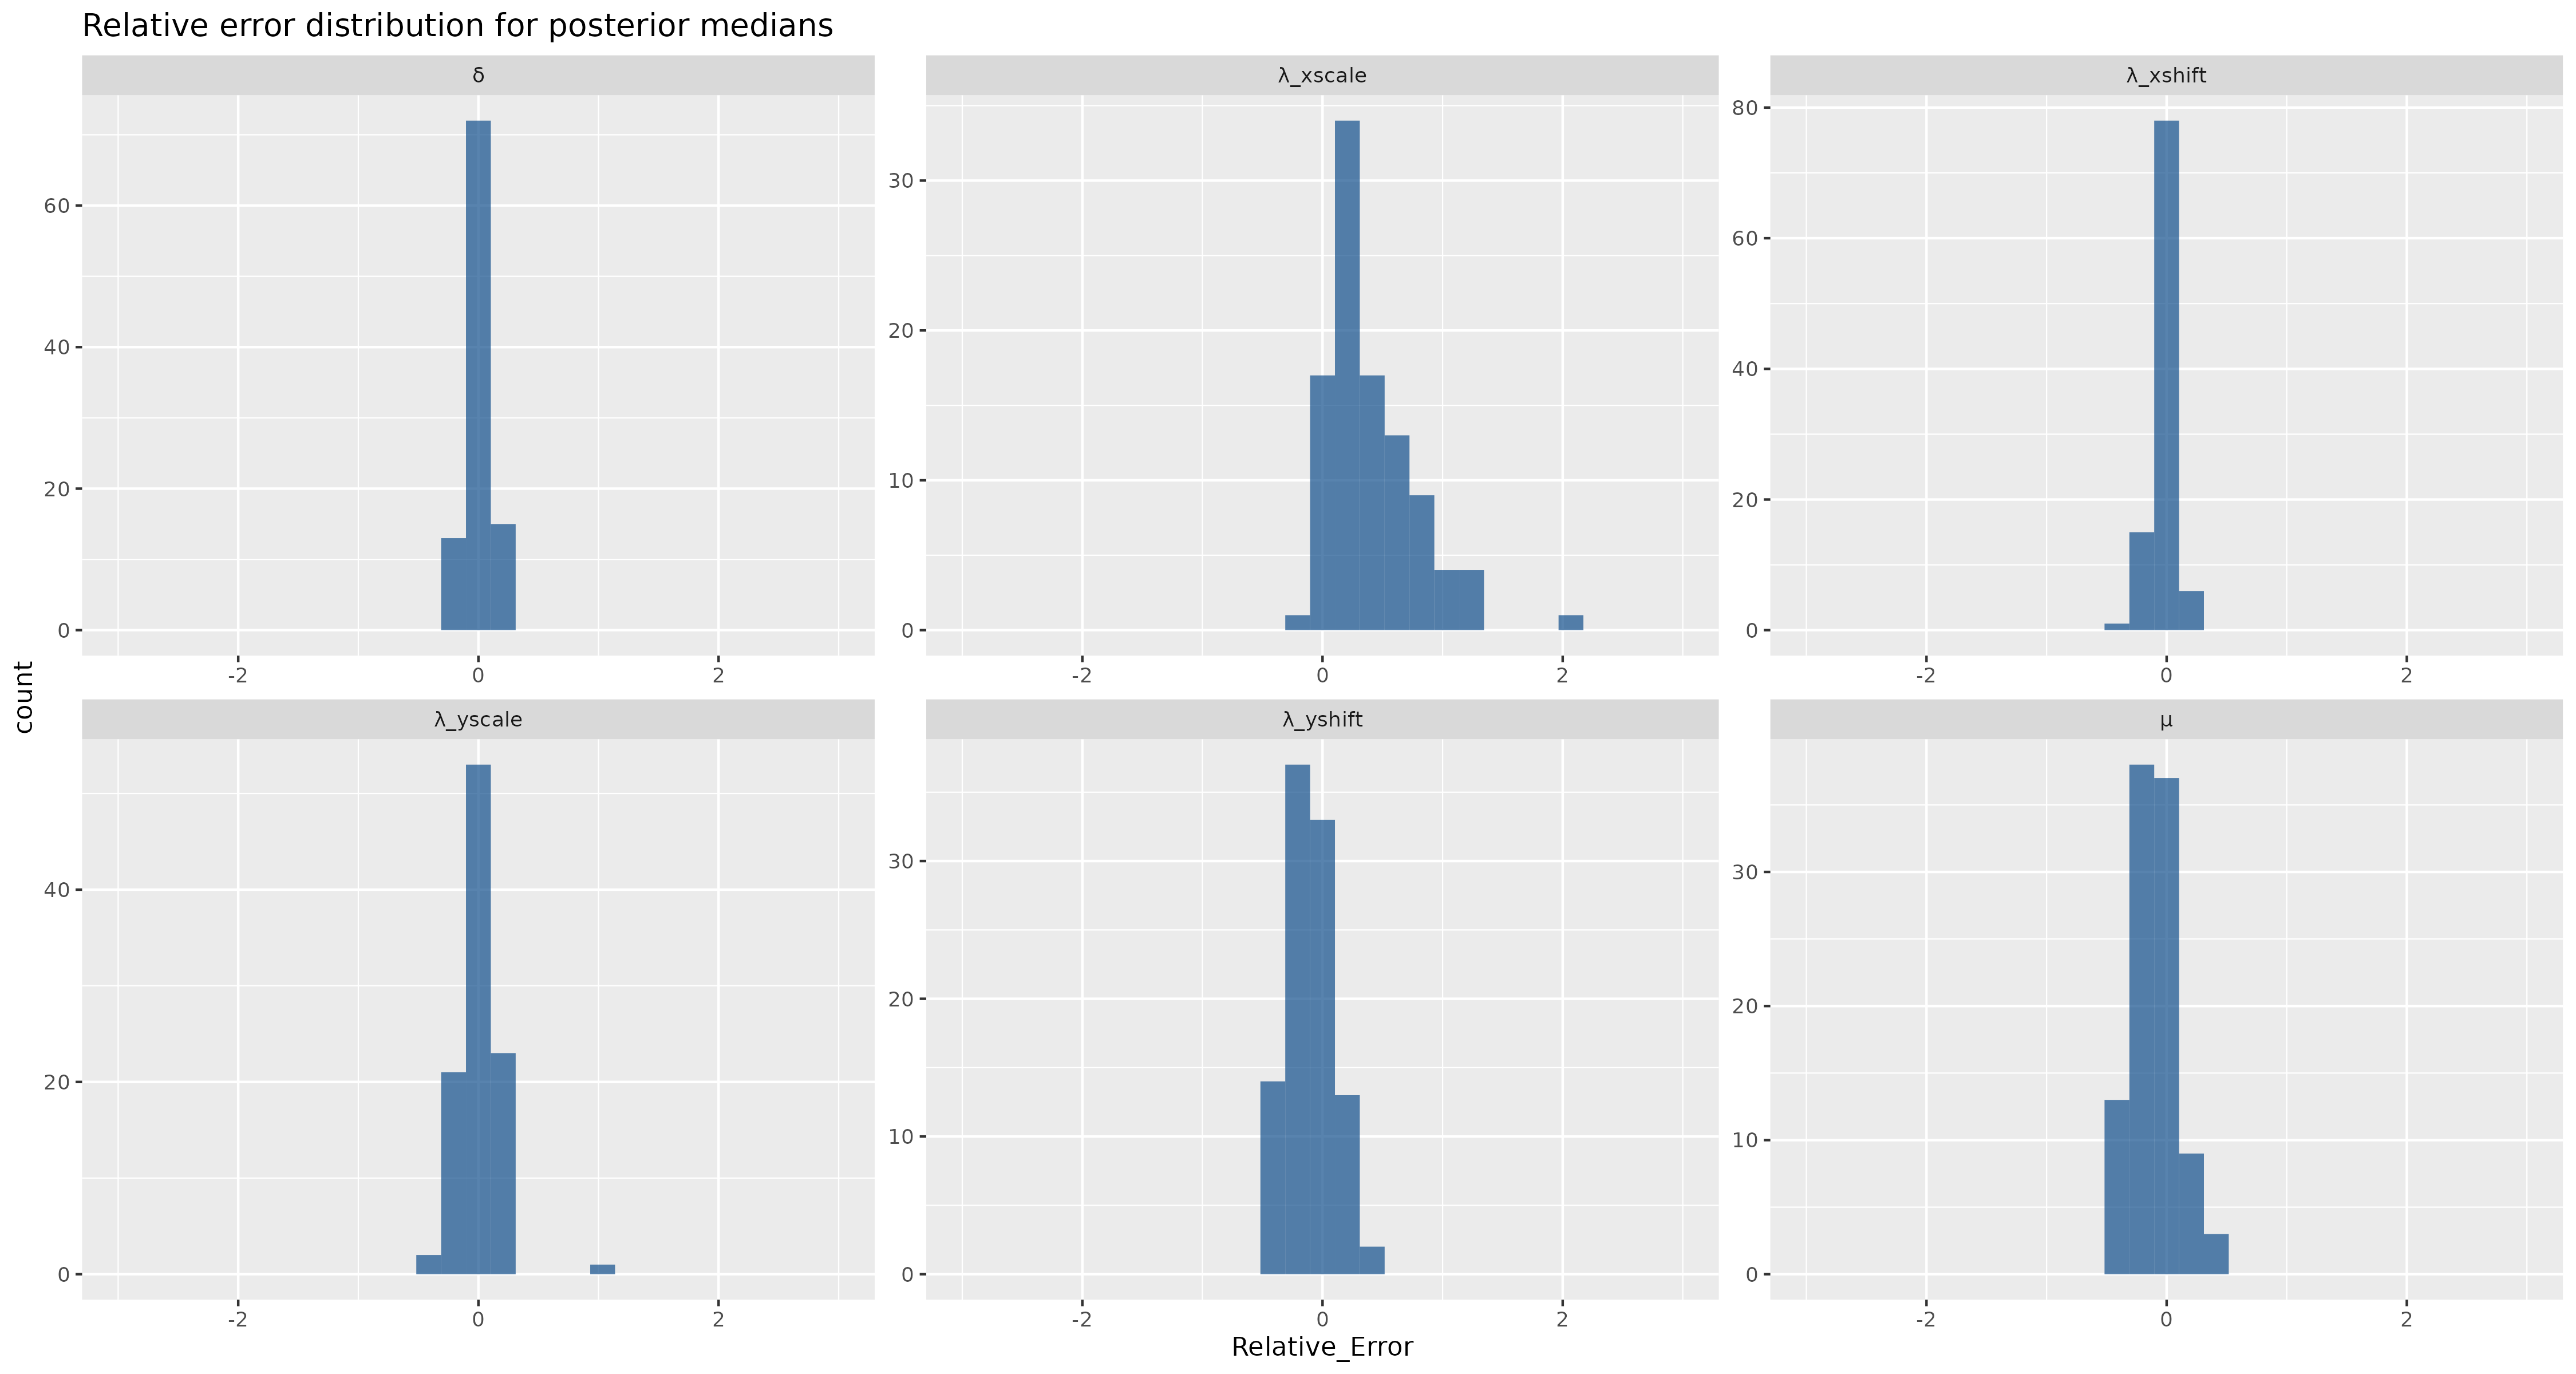 Relative error distribution for posterior medians
δ λ_xscale λ_xshift
80
60 30 60
40 20 40
20 10 20
0 0 0
-2 0 2 -2 0 2 -2 0 2
λ_yscale λ_yshift μ
count
40 30 30
20 20
20 10 10
0 0 0
-2 0 2 -2 0 2 -2 0 2
Relative_Error